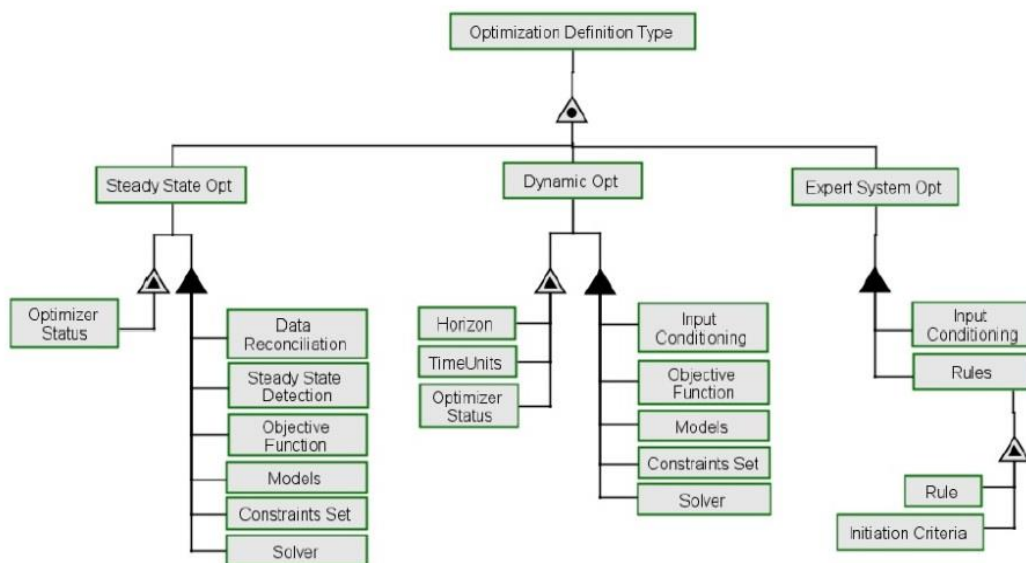 Optimization Definition Type
Steady State Opt
Dynamic Opt
Expert System Opt
Optimizer
Status
Data
Reconciliation
Steady State
Detection
Objective
Function
Models
Constraints Set
Solver
Horizon
TimeUnits
Optimizer
Status
Input
Conditioning
Objective
Function
Models
Constraints Set
Solver
Input
Conditioning
Rules
Rule
Initiation Criteria